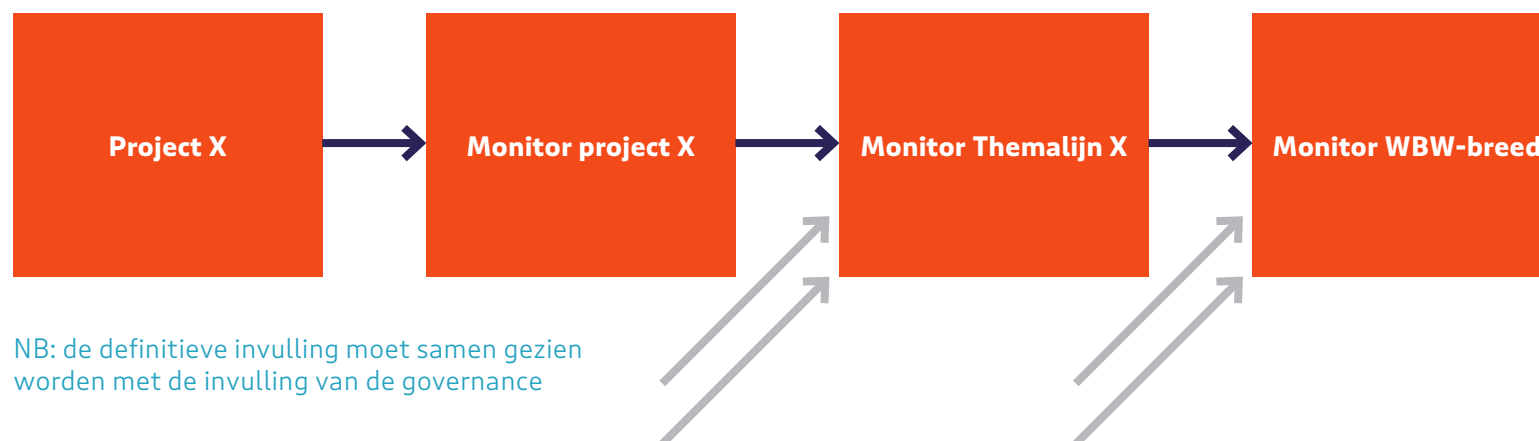 Project X
Monitor project X
Monitor Themalijn X
Monitor WBW-breed
NB: de definitieve invulling moet samen gezien
worden met de invulling van de governance